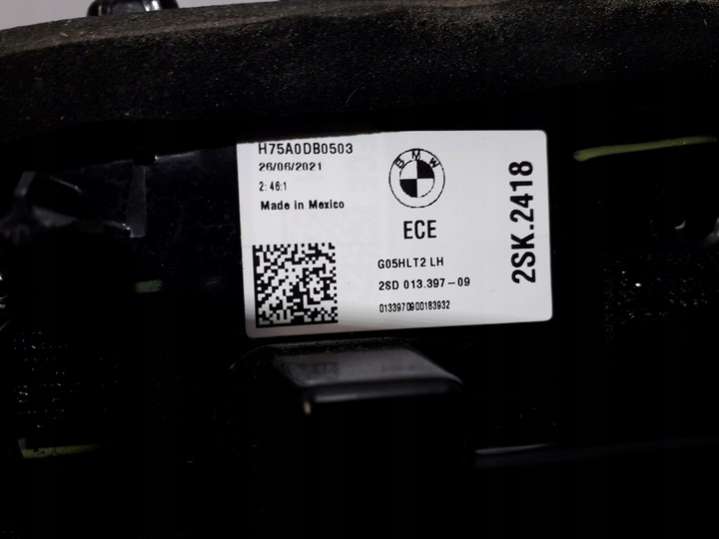 H75A0DB0503
26/06/2021
2: 46:1
Made in Mexico
BMW
ECE
G05HLT2 LH
2SD 013.397-09
0133970900183932
2SK.2418